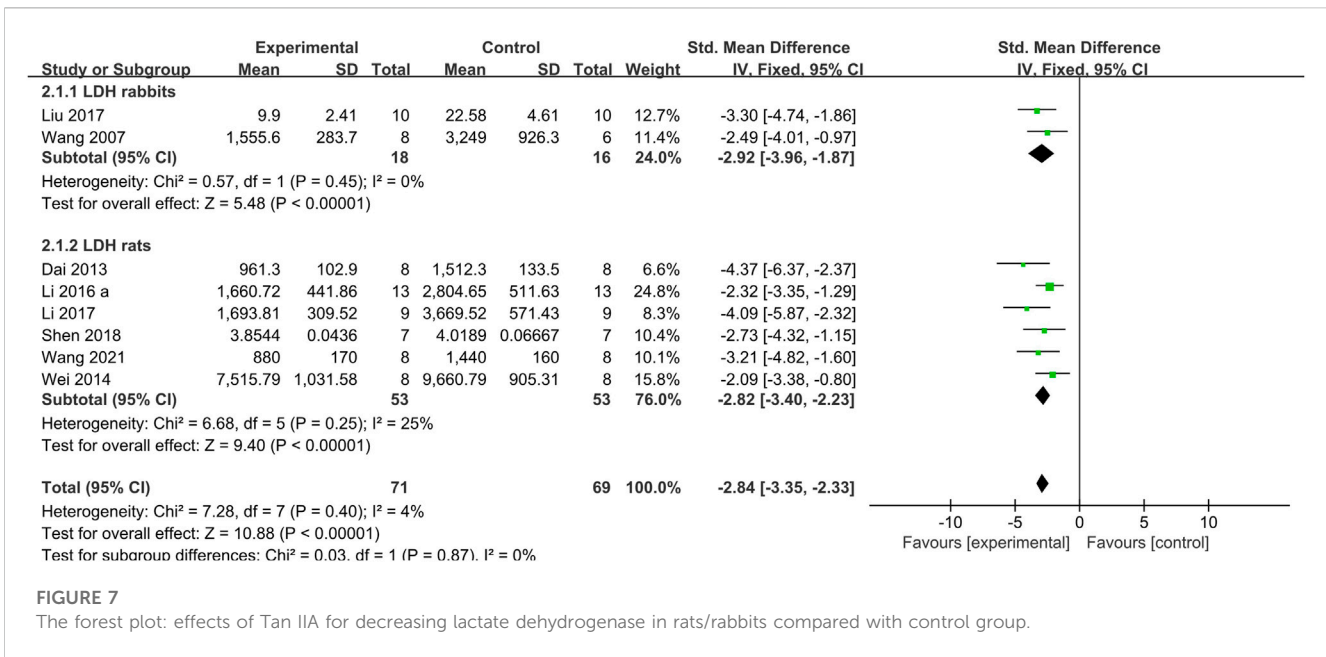 Experimental Control Std. Mean Difference Std. Mean Difference
Study or Subgroup Mean SD Total Mean SD Total Weight IV, Fixed, 95% CI IV, Fixed, 95% CI
2.1.1 LDH rabbits
Liu 2017 9.9 2.41 10 22.58 4.61 10 12.7% -3.30 [-4.74, -1.86]
Wang 2007 1,555.6 283.7 8 3,249 926.3 6 11.4% -2.49 [-4.01, -0.97]
Subtotal (95% CI) 18 16 24.0% -2.92 [-3.96, -1.87]
Heterogeneity: Chi² = 0.57, df = 1 (P = 0.45); I² = 0%
Test for overall effect: Z = 5.48 (P < 0.00001)
2.1.2 LDH rats
Dai 2013 961.3 102.9 8 1,512.3 133.5 8 6.6% -4.37 [-6.37, -2.37]
Li 2016 a 1,660.72 441.86 13 2,804.65 511.63 13 24.8% -2.32 [-3.35, -1.29]
Li 2017 1,693.81 309.52 9 3,669.52 571.43 9 8.3% -4.09 [-5.87, -2.32]
Shen 2018 3.8544 0.0436 7 4.0189 0.06667 7 10.4% -2.73 [-4.32, -1.15]
Wang 2021 880 170 8 1,440 160 8 10.1% -3.21 [-4.82, -1.60]
Wei 2014 7,515.79 1,031.58 8 9,660.79 905.31 8 15.8% -2.09 [-3.38, -0.80]
Subtotal (95% CI) 53 53 76.0% -2.82 [-3.40, -2.23]
Heterogeneity: Chi² = 6.68, df = 5 (P = 0.25); I² = 25%
Test for overall effect: Z = 9.40 (P < 0.00001)
Total (95% CI) 71 69 100.0% -2.84 [-3.35, -2.33]
Heterogeneity: Chi² = 7.28, df = 7 (P = 0.40); I² = 4%
Test for overall effect: Z = 10.88 (P < 0.00001)
Test for subgroup differences: Chi² = 0.03, df = 1 (P = 0.87), I² = 0%
-10 -5 0 5 10
Favours [experimental] Favours [control]
FIGURE 7
The forest plot: effects of Tan IIA for decreasing lactate dehydrogenase in rats/rabbits compared with control group.